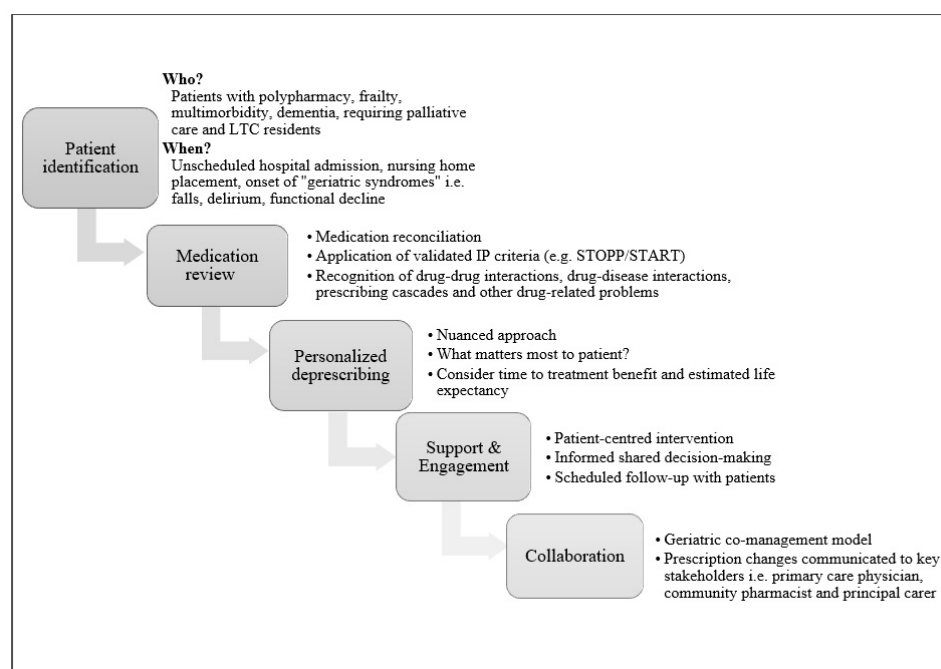 Who?
Patients with polypharmacy, frailty,
multimorbidity, dementia, requiring palliative
care and LTC residents
When?
Unscheduled hospital admission, nursing home
placement, onset of "geriatric syndromes" i.e.
falls, delirium, functional decline
Patient
identification
Medication
review
• Medication reconciliation
• Application of validated IP criteria (e.g. STOPP/START)
• Recognition of drug-drug interactions, drug-disease interactions,
prescribing cascades and other drug-related problems
Personalized
deprescribing
• Nuanced approach
• What matters most to patient?
• Consider time to treatment benefit and estimated life
expectancy
Support &
Engagement
• Patient-centred intervention
• Informed shared decision-making
• Scheduled follow-up with patients
Collaboration
• Geriatric co-management model
• Prescription changes communicated to key
stakeholders i.e. primary care physician,
community pharmacist and principal carer